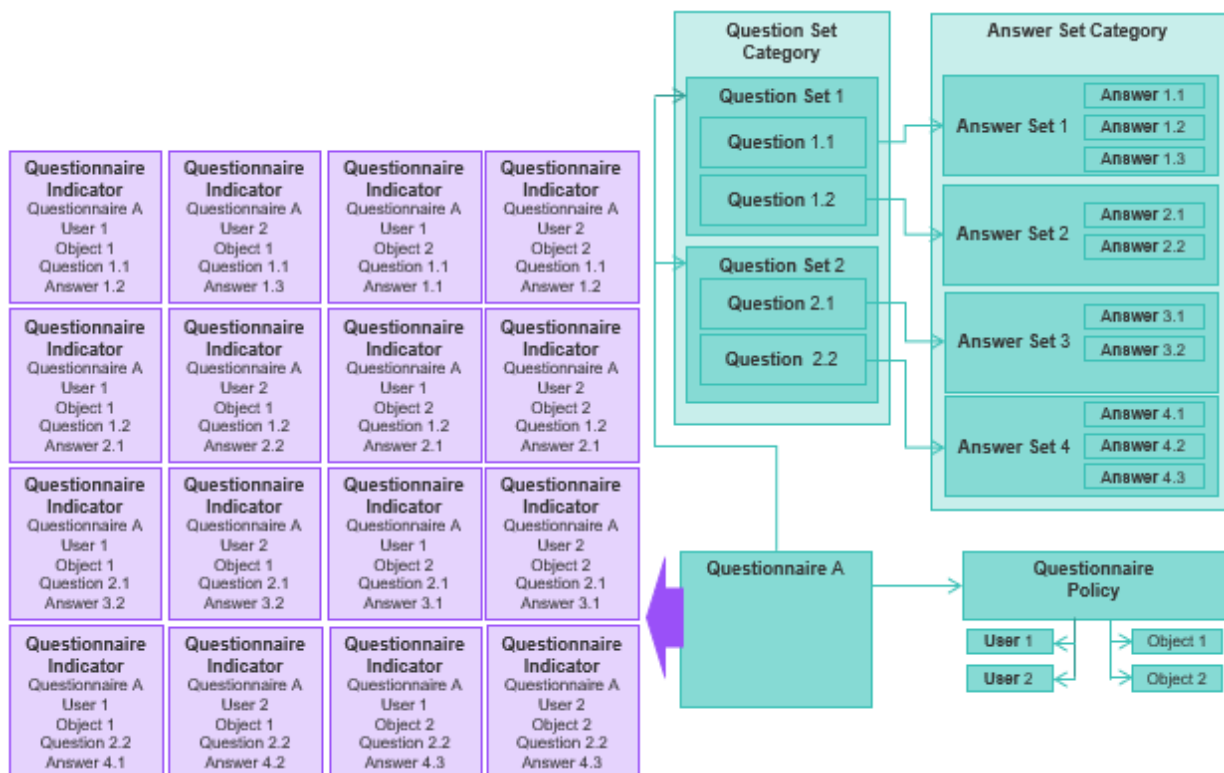 Question Set
Category
Question Set 1
Question 1.1
Question 1.2
Question Set 2
Question 2.1
Question 2.2
Answer Set Category
Answer Set 1
Answer 1.1
Answer 1.2
Answer 1.3
Answer Set 2
Answer 2.1
Answer 2.2
Answer Set 3
Answer 3.1
Answer 3.2
Answer Set 4
Answer 4.1
Answer 4.2
Answer 4.3
Questionnaire
Indicator
Questionnaire A
User 1
Object 1
Question 1.1
Answer 1.2
Questionnaire
Indicator
Questionnaire A
User 2
Object 1
Question 1.1
Answer 1.3
Questionnaire
Indicator
Questionnaire A
User 1
Object 2
Question 1.1
Answer 1.1
Questionnaire
Indicator
Questionnaire A
User 2
Object 2
Question 1.1
Answer 1.2
Questionnaire
Indicator
Questionnaire A
User 1
Object 1
Question 1.2
Answer 2.1
Questionnaire
Indicator
Questionnaire A
User 2
Object 1
Question 1.2
Answer 2.2
Questionnaire
Indicator
Questionnaire A
User 1
Object 2
Question 1.2
Answer 2.1
Questionnaire
Indicator
Questionnaire A
User 2
Object 2
Question 1.2
Answer 2.1
Questionnaire
Indicator
Questionnaire A
User 1
Object 1
Question 2.1
Answer 3.2
Questionnaire
Indicator
Questionnaire A
User 2
Object 1
Question 2.1
Answer 3.2
Questionnaire
Indicator
Questionnaire A
User 1
Object 2
Question 2.1
Answer 3.1
Questionnaire
Indicator
Questionnaire A
User 2
Object 2
Question 2.1
Answer 3.1
Questionnaire
Indicator
Questionnaire A
User 1
Object 1
Question 2.2
Answer 4.1
Questionnaire
Indicator
Questionnaire A
User 2
Object 1
Question 2.2
Answer 4.2
Questionnaire
Indicator
Questionnaire A
User 1
Object 2
Question 2.2
Answer 4.3
Questionnaire
Indicator
Questionnaire A
User 2
Object 2
Question 2.2
Answer 4.3
Questionnaire A
Questionnaire
Policy
User 1
User 2
Object 1
Object 2